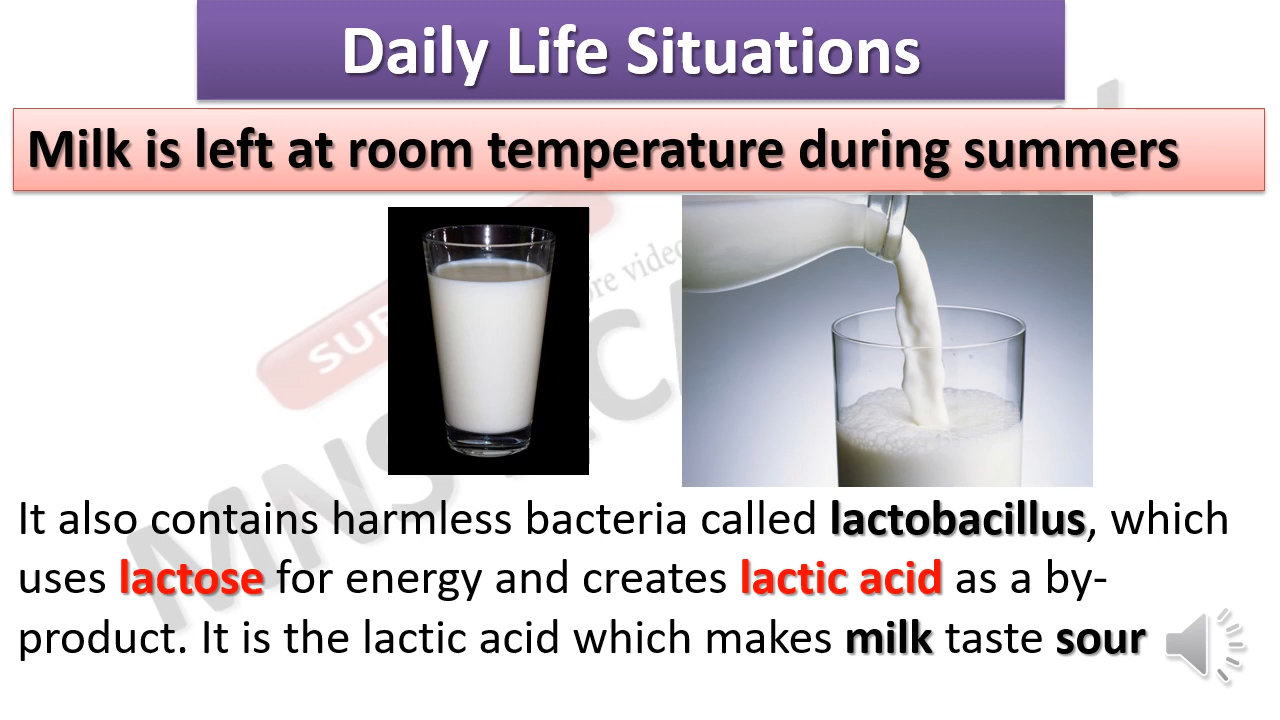 Daily Life Situations
Milk is left at room temperature during summers
It also contains harmless bacteria called lactobacillus, which
uses lactose for energy and creates lactic acid as a by-
product. It is the lactic acid which makes milk taste sour